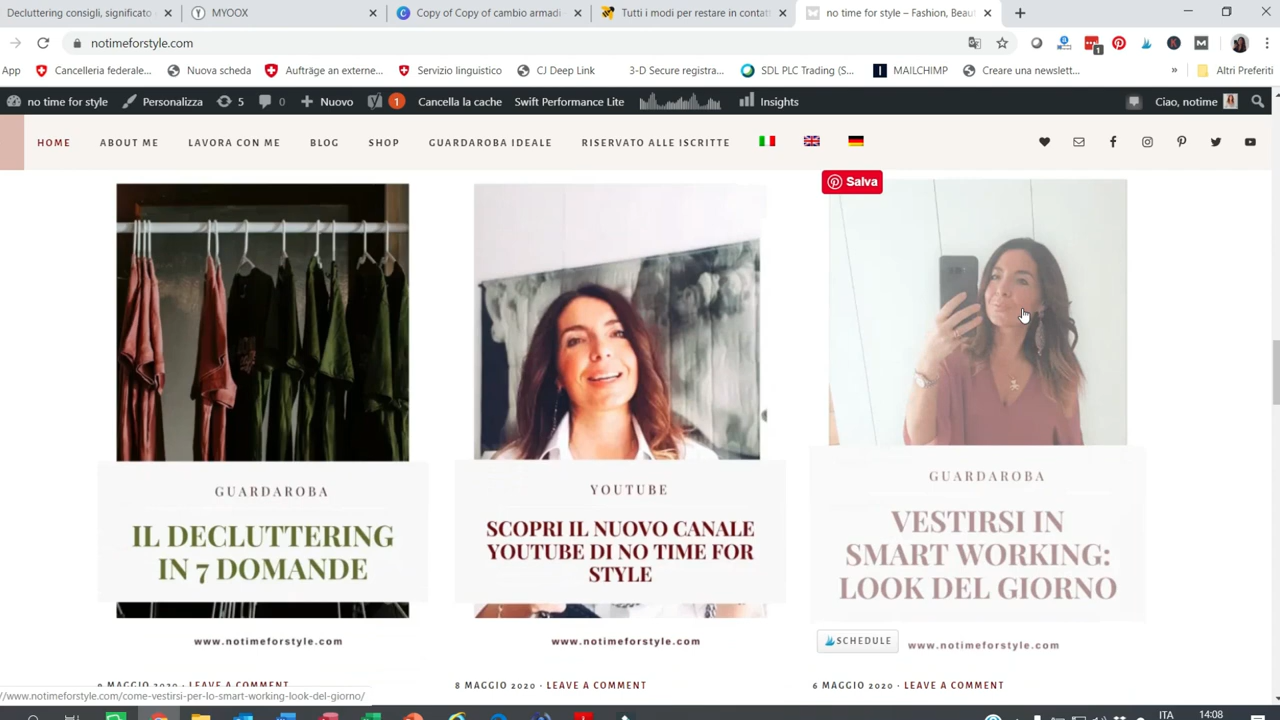 Decluttering consigli, significato
MYOOX
Copy of Copy of cambio armadi
Tutti i modi per restare in contatt
no time for style – Fashion, Beau
notimeforstyle.com
1
App
Cancelleria federale...
Nuova scheda
Aufträge an externe...
Servizio linguistico
CJ Deep Link
3-D Secure registra...
SDL PLC Trading (S...
MAILCHIMP
Creare una newslett...
»
Altri Preferiti
no time for style
Personalizza
5
0
Nuovo
1
Cancella la cache
Swift Performance Lite
Insights
Ciao, notime
HOME
ABOUT ME
LAVORA CON ME
BLOG
SHOP
GUARDAROBA IDEALE
RISERVATO ALLE ISCRITTE
Salva
GUARDAROBA
IL DECLUTTERING
IN 7 DOMANDE
www.notimeforstyle.com
YOUTUBE
SCOPRI IL NUOVO CANALE
YOUTUBE DI NO TIME FOR
STYLE
www.notimeforstyle.com
GUARDAROBA
VESTIRSI IN
SMART WORKING:
LOOK DEL GIORNO
SCHEDULE
www.notimeforstyle.com
MAGGIO 2020 · LEAVE A COMMENT
8 MAGGIO 2020 · LEAVE A COMMENT
6 MAGGIO 2020 · LEAVE A COMMENT
//www.notimeforstyle.com/come-vestirsi-per-lo-smart-working-look-del-giorno/
ITA
14:08